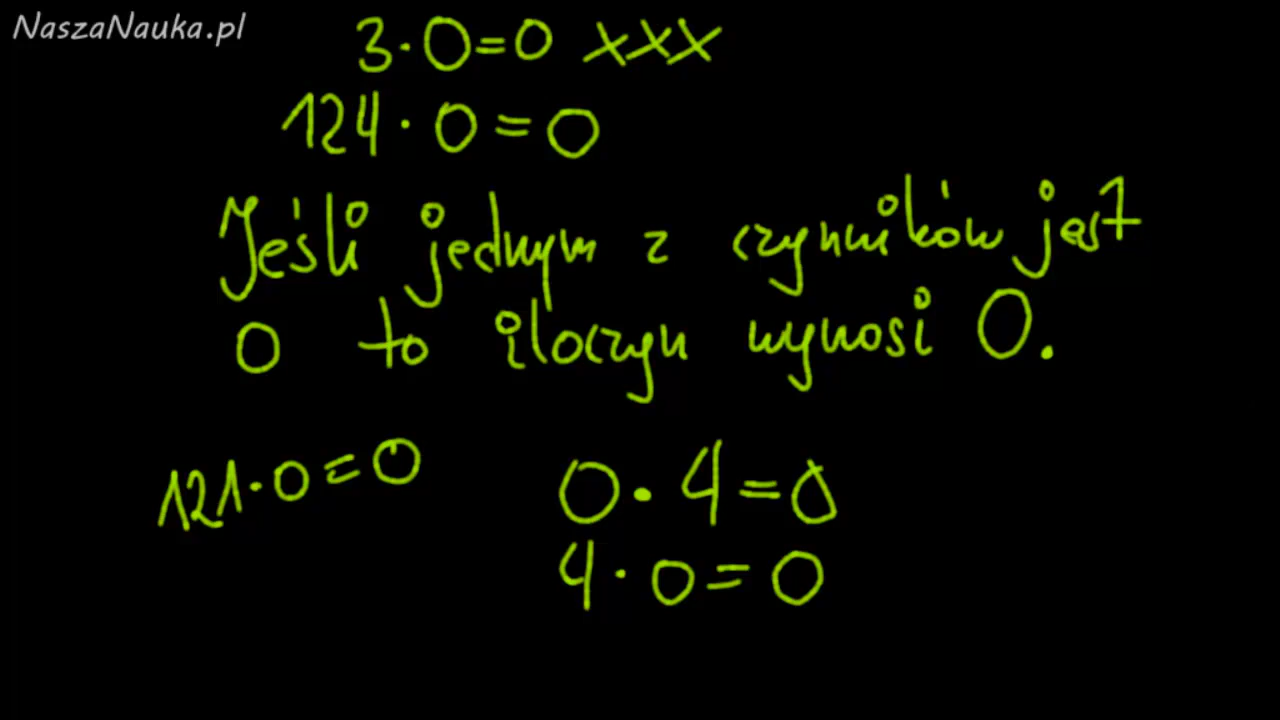 NaszaNauka.pl
3·0=0 xxx
124·0=0
Jeśli jednym z czynników jest
0 to iloczyn wynosi 0.
121·0=0
0·4=0
4·0=0